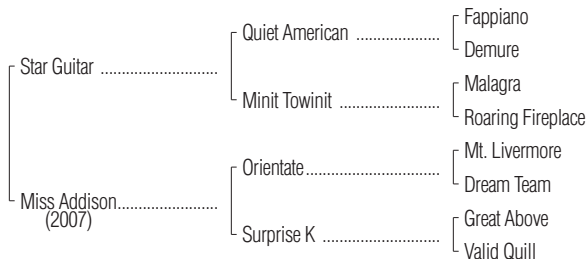 Fappiano
Quiet American ....................
Demure
Star Guitar ............................
Malagra
Minit Towinit ........................
Roaring Fireplace
Mt. Livermore
Orientate..............................
Dream Team
Miss Addison........................
(2007)
Great Above
Surprise K ...........................
Valid Quill